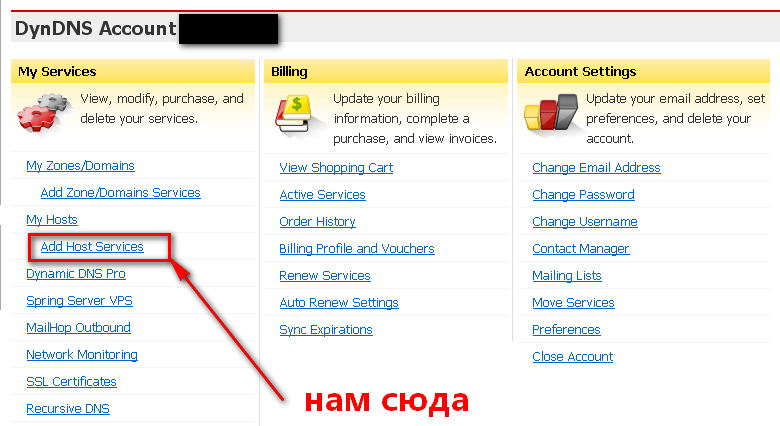 DynDNS Account
My Services
View, modify, purchase, and
delete your services.
My Zones/Domains
Add Zone/Domains Services
My Hosts
Add Host Services
Dynamic DNS Pro
Spring Server VPS
MailHop Outbound
Network Monitoring
SSL Certificates
Recursive DNS
Billing
Update your billing
information, complete a
purchase, and view invoices.
View Shopping Cart
Active Services
Order History
Billing Profile and Vouchers
Renew Services
Auto Renew Settings
Sync Expirations
Account Settings
Update your email address, set
preferences, and delete your
account.
Change Email Address
Change Password
Change Username
Contact Manager
Mailing Lists
Move Services
Preferences
Close Account
нам сюда